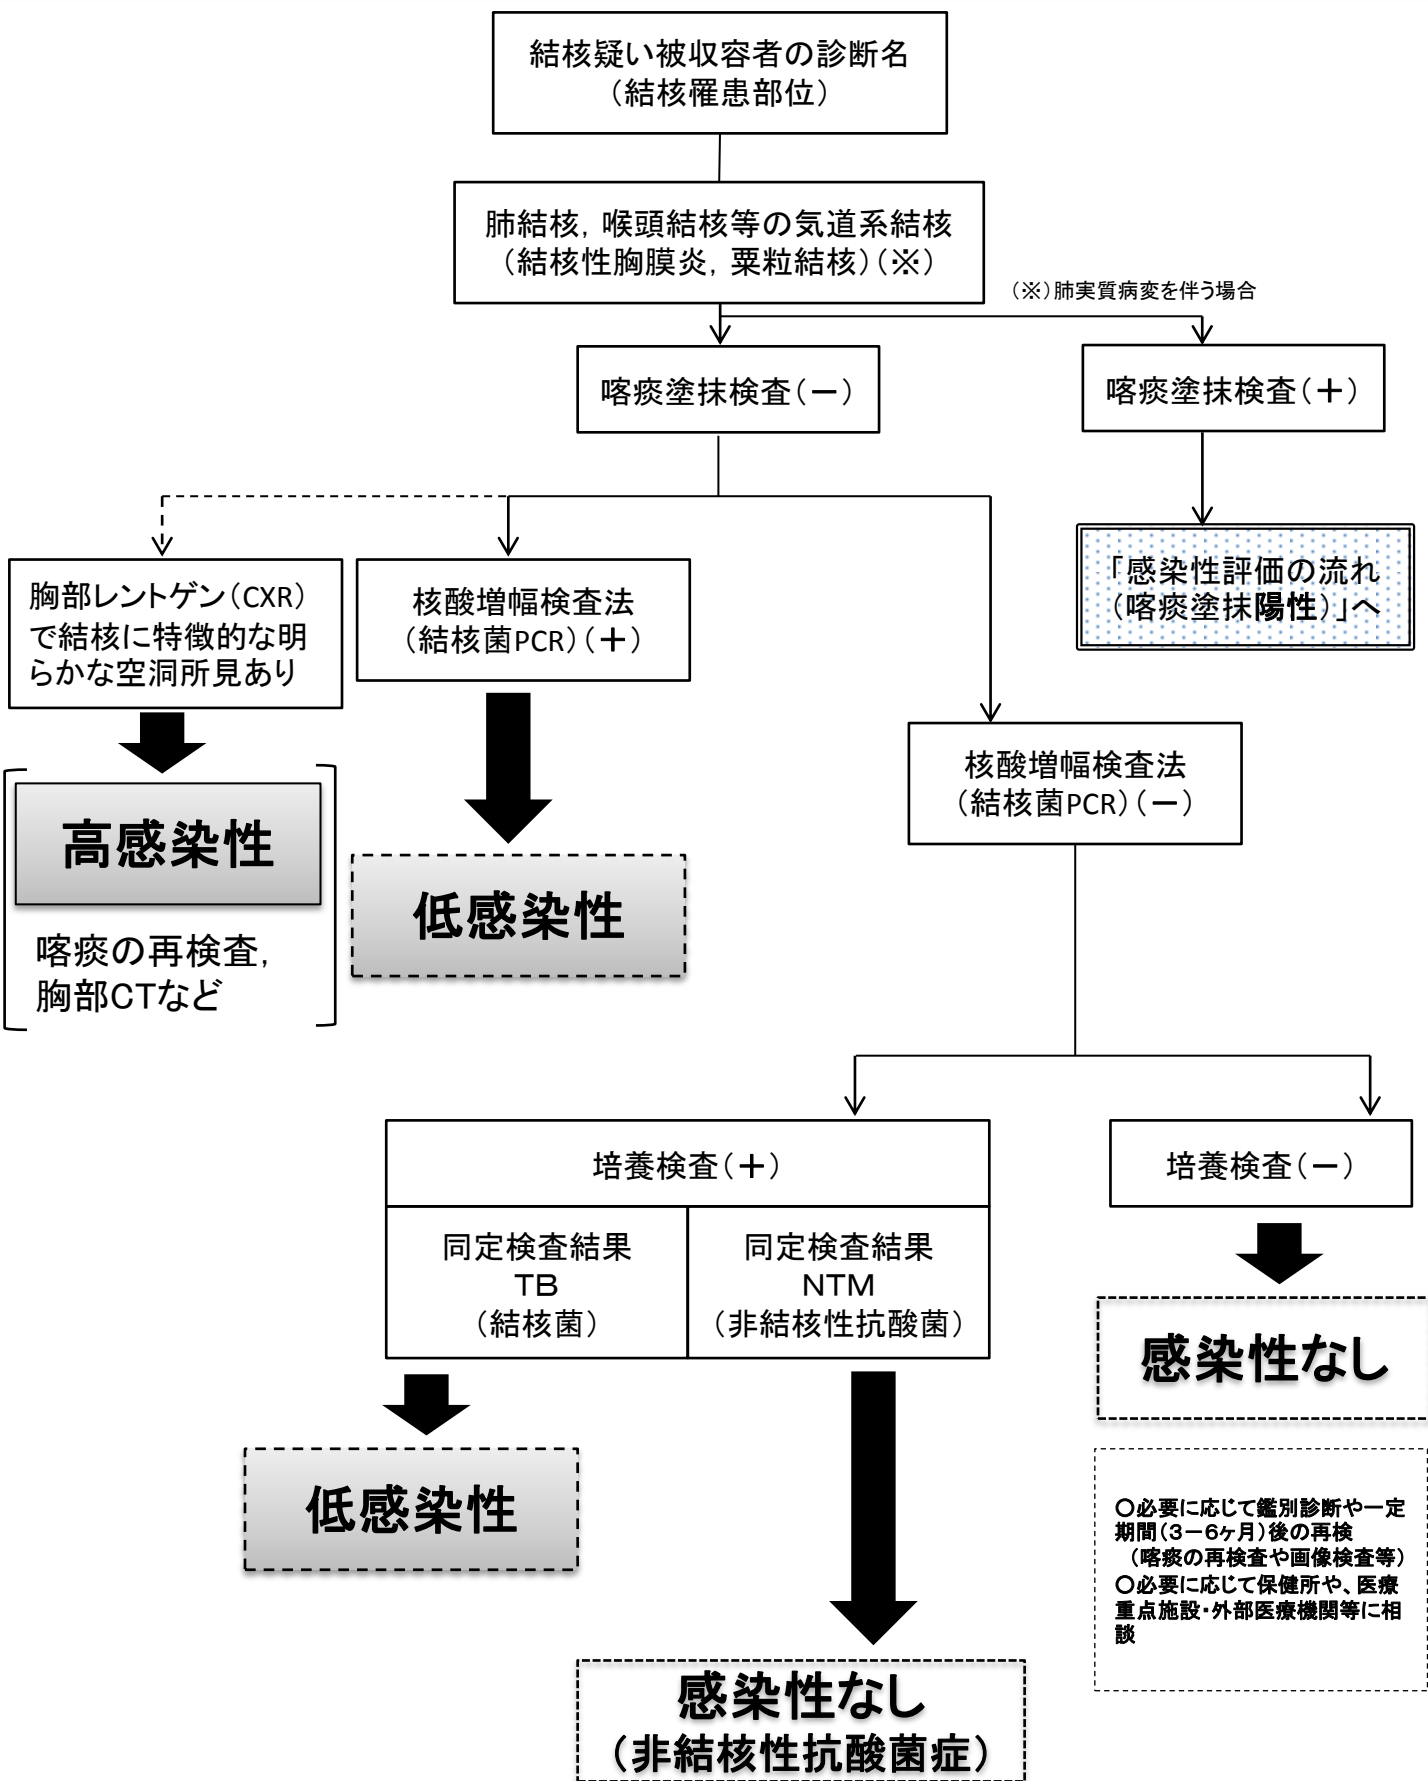 結核疑い被収容者の診断名
（結核罹患部位）
肺結核，喉頭結核等の気道系結核
（結核性胸膜炎，粟粒結核）（※）
（※）肺実質病変を伴う場合
喀痰塗抹検査（－）
喀痰塗抹検査（＋）
胸部レントゲン（CXR）
で結核に特徴的な明
らかな空洞所見あり
核酸増幅検査法
（結核菌PCR）（＋）
「感染性評価の流れ
（喀痰塗抹陽性）」へ
高感染性
喀痰の再検査，
胸部CTなど
低感染性
核酸増幅検査法
（結核菌PCR）（－）
培養検査（＋）
同定検査結果
TB
（結核菌）
同定検査結果
NTM
（非結核性抗酸菌）
培養検査（－）
低感染性
感染性なし
（非結核性抗酸菌症）
感染性なし
○必要に応じて鑑別診断や一定
期間（3－6ヶ月）後の再検
（喀痰の再検査や画像検査等）
○必要に応じて保健所や、医療
重点施設・外部医療機関等に相
談